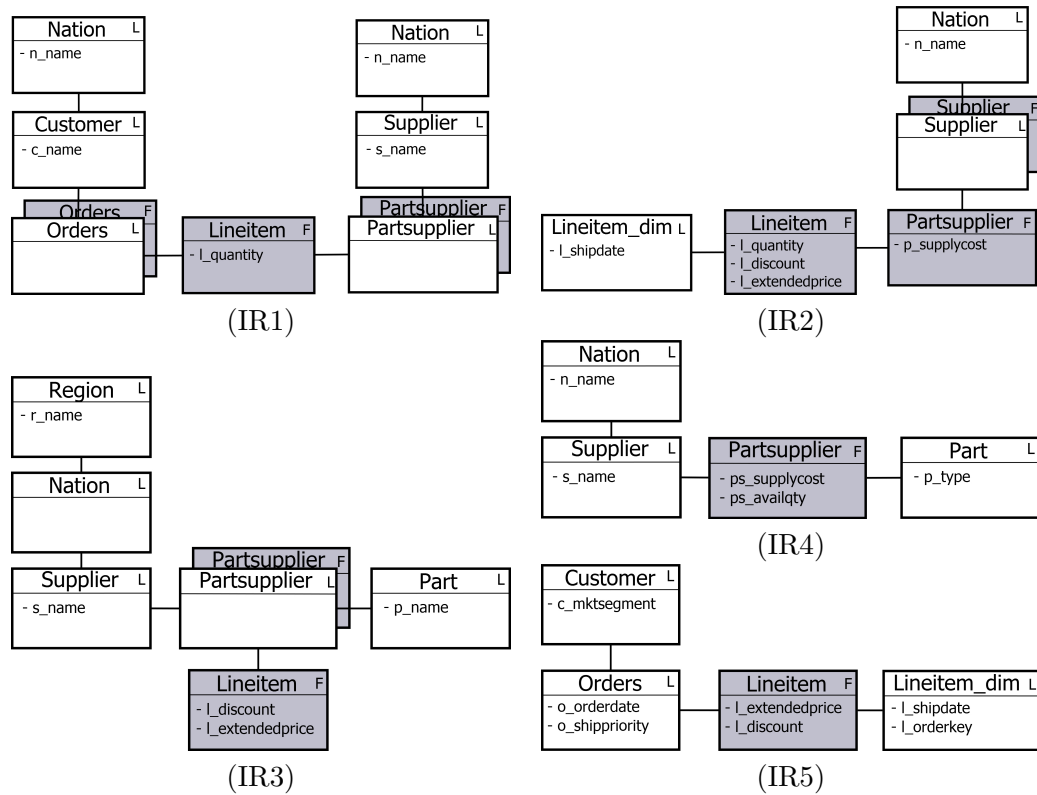 Nation L
- n_name
Customer L
- c_name
Orders F
Orders L
Lineitem F
- l_quantity
Nation L
- n_name
Supplier L
- s_name
Partsupplier F
Partsupplier L
(IR1)
Nation L
- n_name
Supplier F
Supplier L
Lineitem_dim L
- l_shipdate
Lineitem F
- l_quantity
- l_discount
- l_extendedprice
Partsupplier F
- p_supplycost
(IR2)
Region L
- r_name
Nation L
Supplier L
- s_name
Partsupplier F
Partsupplier L
Part L
- p_name
Lineitem F
- l_discount
- l_extendedprice
(IR3)
Nation L
- n_name
Supplier L
- s_name
Partsupplier F
- ps_supplycost
- ps_availqty
Part L
- p_type
(IR4)
Customer L
- c_mktsegment
Orders L
- o_orderdate
- o_shippriority
Lineitem F
- l_extendedprice
- l_discount
Lineitem_dim L
- l_shipdate
- l_orderkey
(IR5)